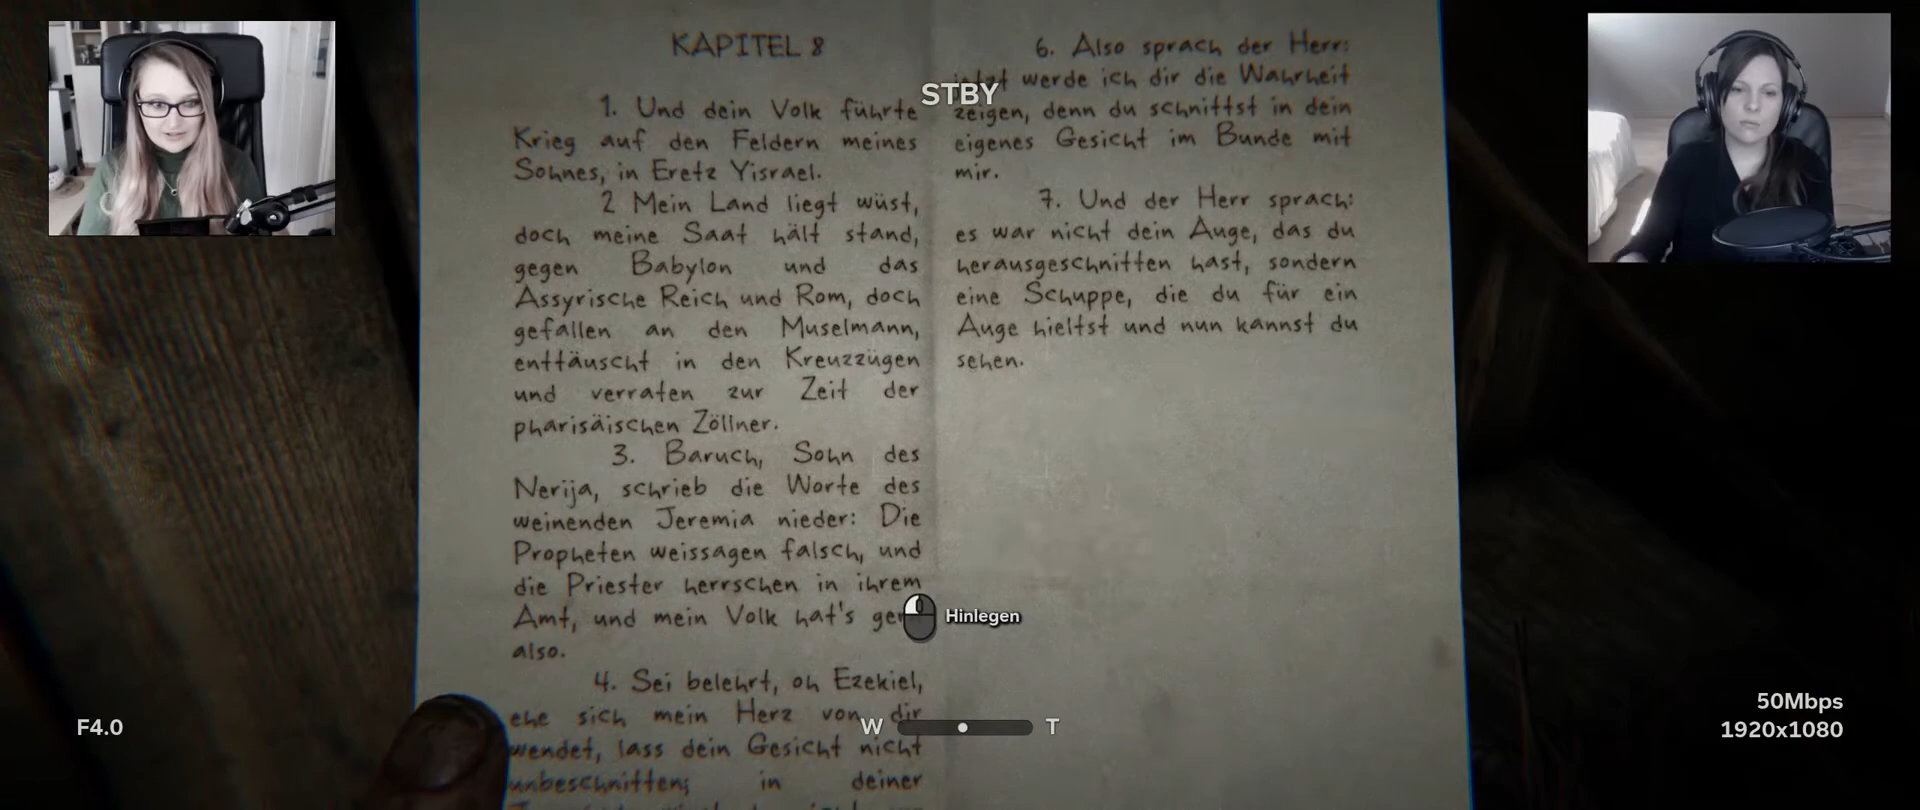 KAPITEL 8
1. Und dein Volk führte
Krieg auf den Feldern meines
Sohnes, in Eretz Yisrael.
2 Mein Land liegt wüst,
doch meine Saat hält stand,
gegen Babylon und das
Assyrische Reich und Rom, doch
gefallen an den Muselmann,
enttäuscht in den Kreuzzügen
und verraten zur Zeit der
pharisäischen Zöllner.
3. Baruch, Sohn des
Nerija, schrieb die Worte des
weinenden Jeremia nieder: Die
Propheten weissagen falsch, und
die Priester herrschen in ihrem
Amt, und mein Volk hat's
also.
4. Sei belehrt, oh Ezekiel,
ehe sich mein Herz von dir
wendet, lass dein Gesicht nicht
unbeschnitten; in deiner
6. Also sprach der Herr:
jetzt werde ich dir die Wahrheit
zeigen, denn du schnittst in dein
eigenes Gesicht im Bunde mit
mir.
7. Und der Herr sprach:
es war nicht dein Auge, das du
herausgeschnitten hast, sondern
eine Schuppe, die du für ein
Auge hieltst und nun kannst du
sehen.
STBY
Hinlegen
F4.0
W T
50Mbps
1920x1080